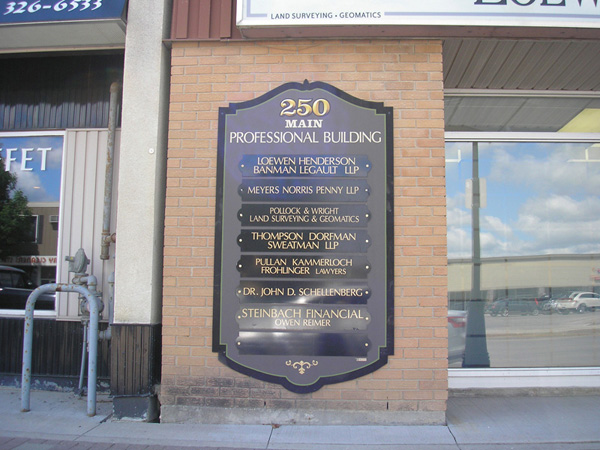 326-6533
LAND SURVEYING • GEOMATICS
FET
250
MAIN
PROFESSIONAL BUILDING
LOEWEN HENDERSON
BANMAN LEGAULT LLP
MEYERS NORRIS PENNY LLP
POLLOCK & WRIGHT
LAND SURVEYING & GEOMATICS
THOMPSON DORFMAN
SWEATMAN LLP
PULLAN KAMMERLOCH
FROHLINGER LAWYERS
DR. JOHN D. SCHELLENBERG
STEINBACH FINANCIAL
OWEN REIMER